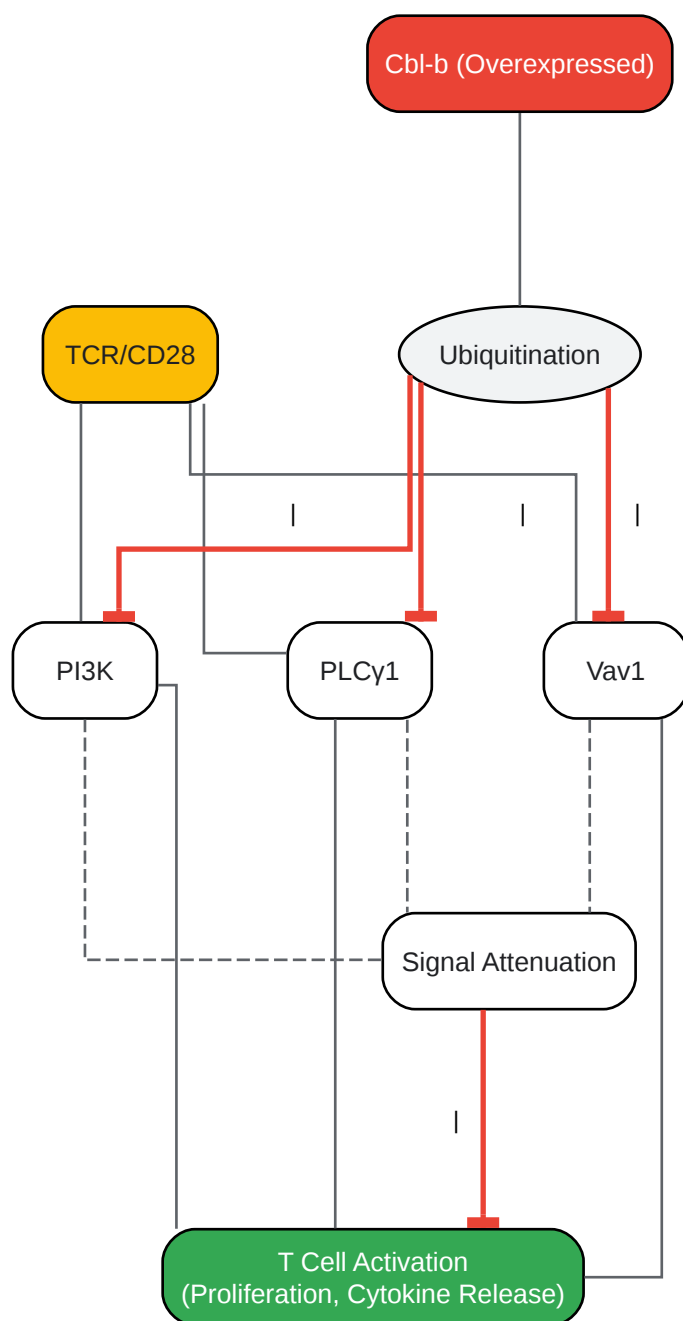 Cbl-b (Overexpressed)
TCR/CD28
Ubiquitination
|
|
|
PI3K
PLCγ1
Vav1
Signal Attenuation
|
T Cell Activation
(Proliferation, Cytokine Release)